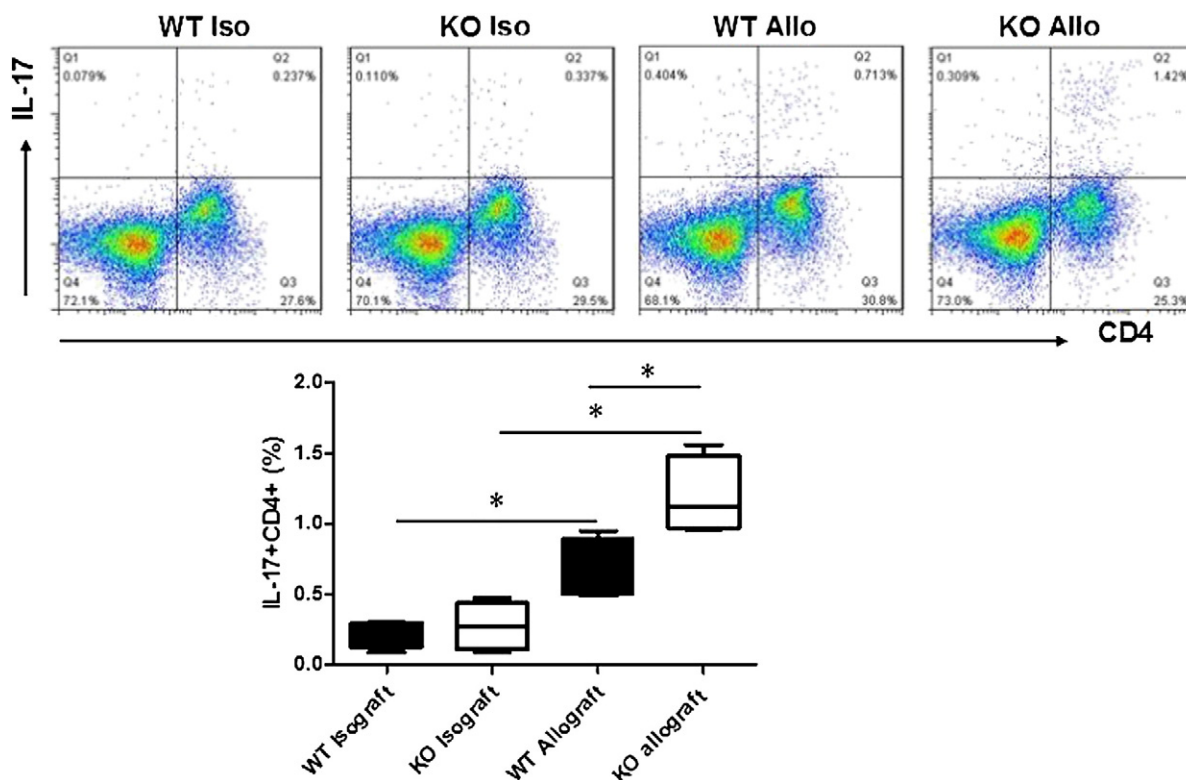 WT Iso
KO Iso
WT Allo
KO Allo
IL-17
Q1
0.079%
Q2
0.237%
Q4
72.1%
Q3
27.6%
Q1
0.110%
Q2
0.337%
Q4
70.1%
Q3
29.5%
Q1
0.404%
Q2
0.713%
Q4
68.1%
Q3
30.8%
Q1
0.309%
Q2
1.42%
Q4
73.0%
Q3
25.3%
CD4
IL-17+CD4+ (%)
2.0
1.5
1.0
0.5
0.0
*
*
*
WT Isograft
KO Isograft
WT Allograft
KO allograft